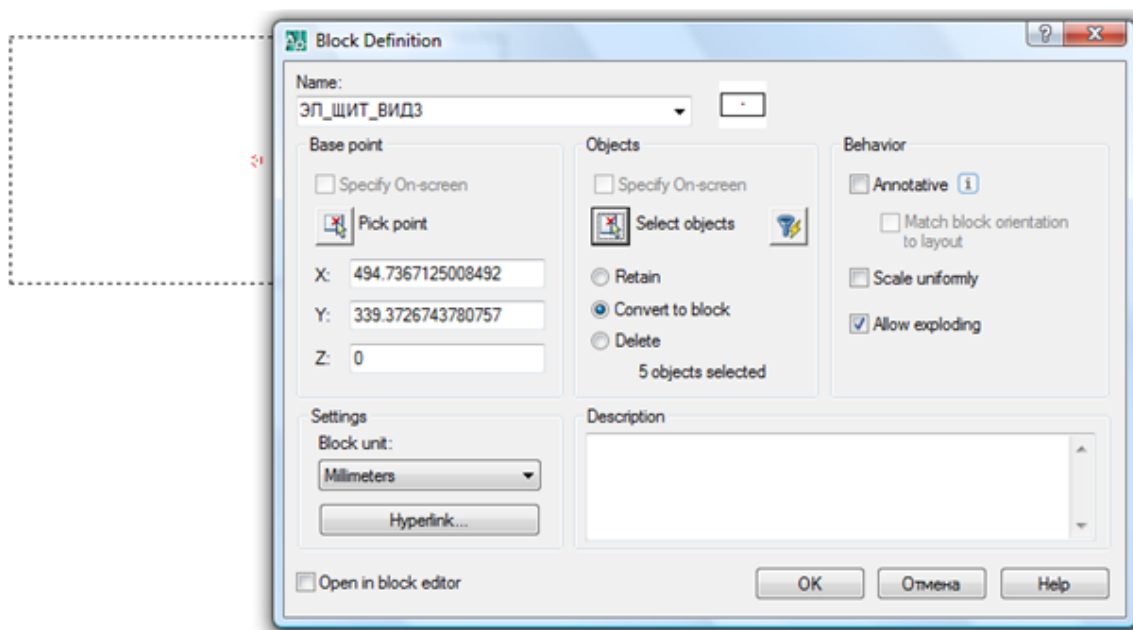 Block Definition
Name:
ЭЛ_ЩИТ_ВИД3
Base point
Specify On-screen
Pick point
X: 494.7367125008492
Y: 339.3726743780757
Z: 0
Objects
Specify On-screen
Select objects
Retain
Convert to block
Delete
5 objects selected
Behavior
Annotative
Match block orientation
to layout
Scale uniformly
Allow exploding
Settings
Block unit:
Millimeters
Hyperlink...
Description
Open in block editor
OK
Отмена
Help